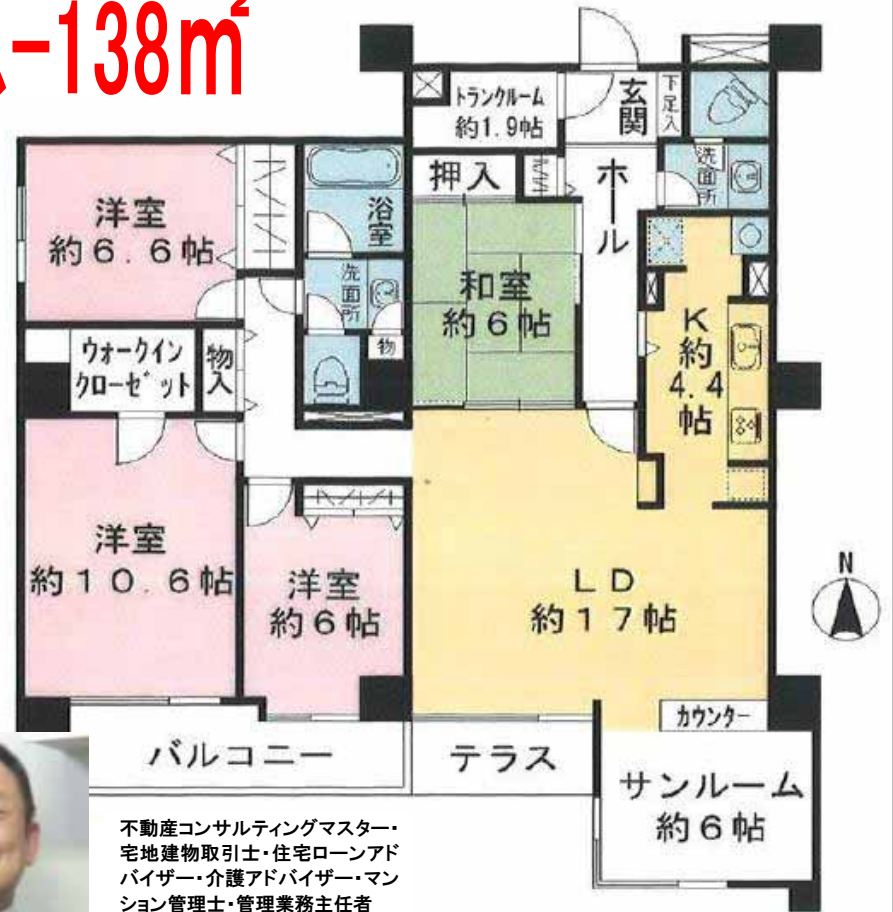 -138㎡
トランクルーム
約1.9帖
玄関
下足入
洋室
約6.6帖
浴室
押入
ホール
洗面所
洗面所
和室
約6帖
K
約
4.4
帖
ウォークイン
クローゼット
物入
物
洋室
約10.6帖
洋室
約6帖
LD
約17帖
N
カウンター
バルコニー
テラス
サンルーム
約6帖
不動産コンサルティングマスター・
宅地建物取引士・住宅ローンアド
バイザー・介護アドバイザー・マン
ション管理士・管理業務主任者